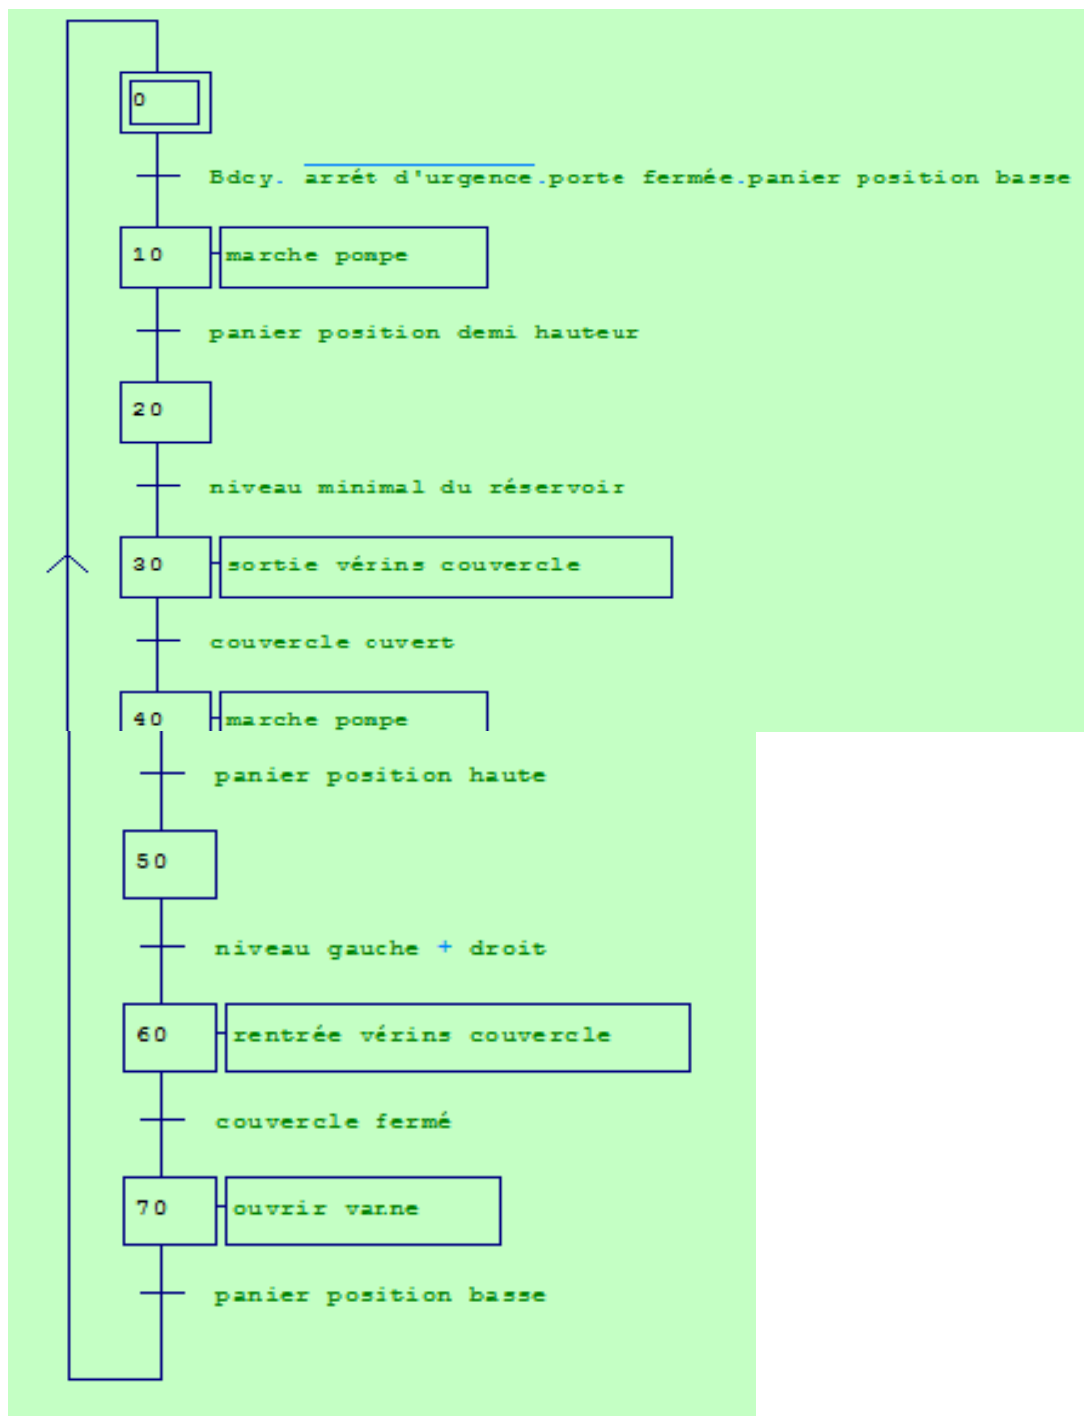 0
Bdcy. arrét d'urgence.porte fermée.panier position basse
10 marche pompe
panier position demi hauteur
20
niveau minimal du réservoir
30 sortie vérins couvercle
couvercle ouvert
40 marche pompe
panier position haute
50
niveau gauche + droit
60 rentrée vérins couvercle
couvercle fermé
70 ouvrir vanne
panier position basse